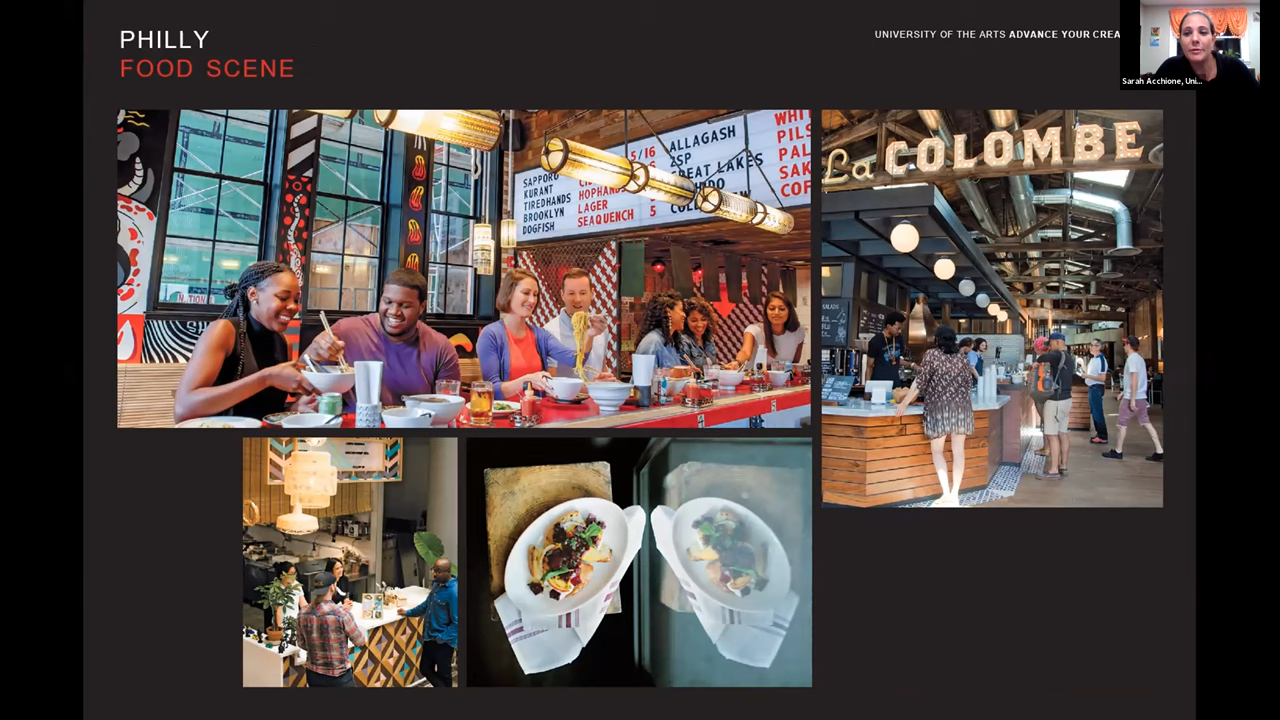 PHILLY
FOOD SCENE
UNIVERSITY OF THE ARTS ADVANCE YOUR CREA
Sarah Acchione, Uni...
5/16
SAPPORO
KURANT
TIREDHANDS
BROOKLYN
DOGFISH
HOPHANDS
LAGER
SEAQUENCH 5
ALLAGASH
2SP
GREAT LAKES
WHIT
PILS
PAL
SAK
COF
La COLOMBE